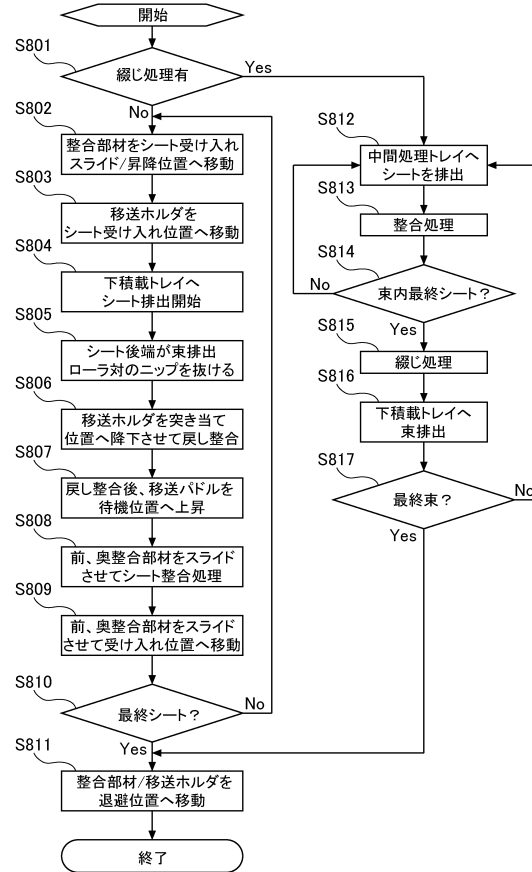 開始
S801
綴じ処理有
Yes
No
S802
整合部材をシート受け入れ
スライド/昇降位置へ移動
S803
移送ホルダを
シート受け入れ位置へ移動
S804
下積載トレイへ
シート排出開始
S805
シート後端が束排出
ローラ対のニップを抜ける
S806
移送ホルダを突き当て
位置へ降下させて戻し整合
S807
戻し整合後、移送パドルを
待機位置へ上昇
S808
前、奥整合部材をスライド
させてシート整合処理
S809
前、奥整合部材をスライド
させて受け入れ位置へ移動
S810
最終シート?
No
Yes
S811
整合部材/移送ホルダを
退避位置へ移動
終了
S812
中間処理トレイへ
シートを排出
S813
整合処理
S814
束内最終シート?
No
Yes
S815
綴じ処理
S816
下積載トレイへ
束排出
S817
最終束?
No
Yes